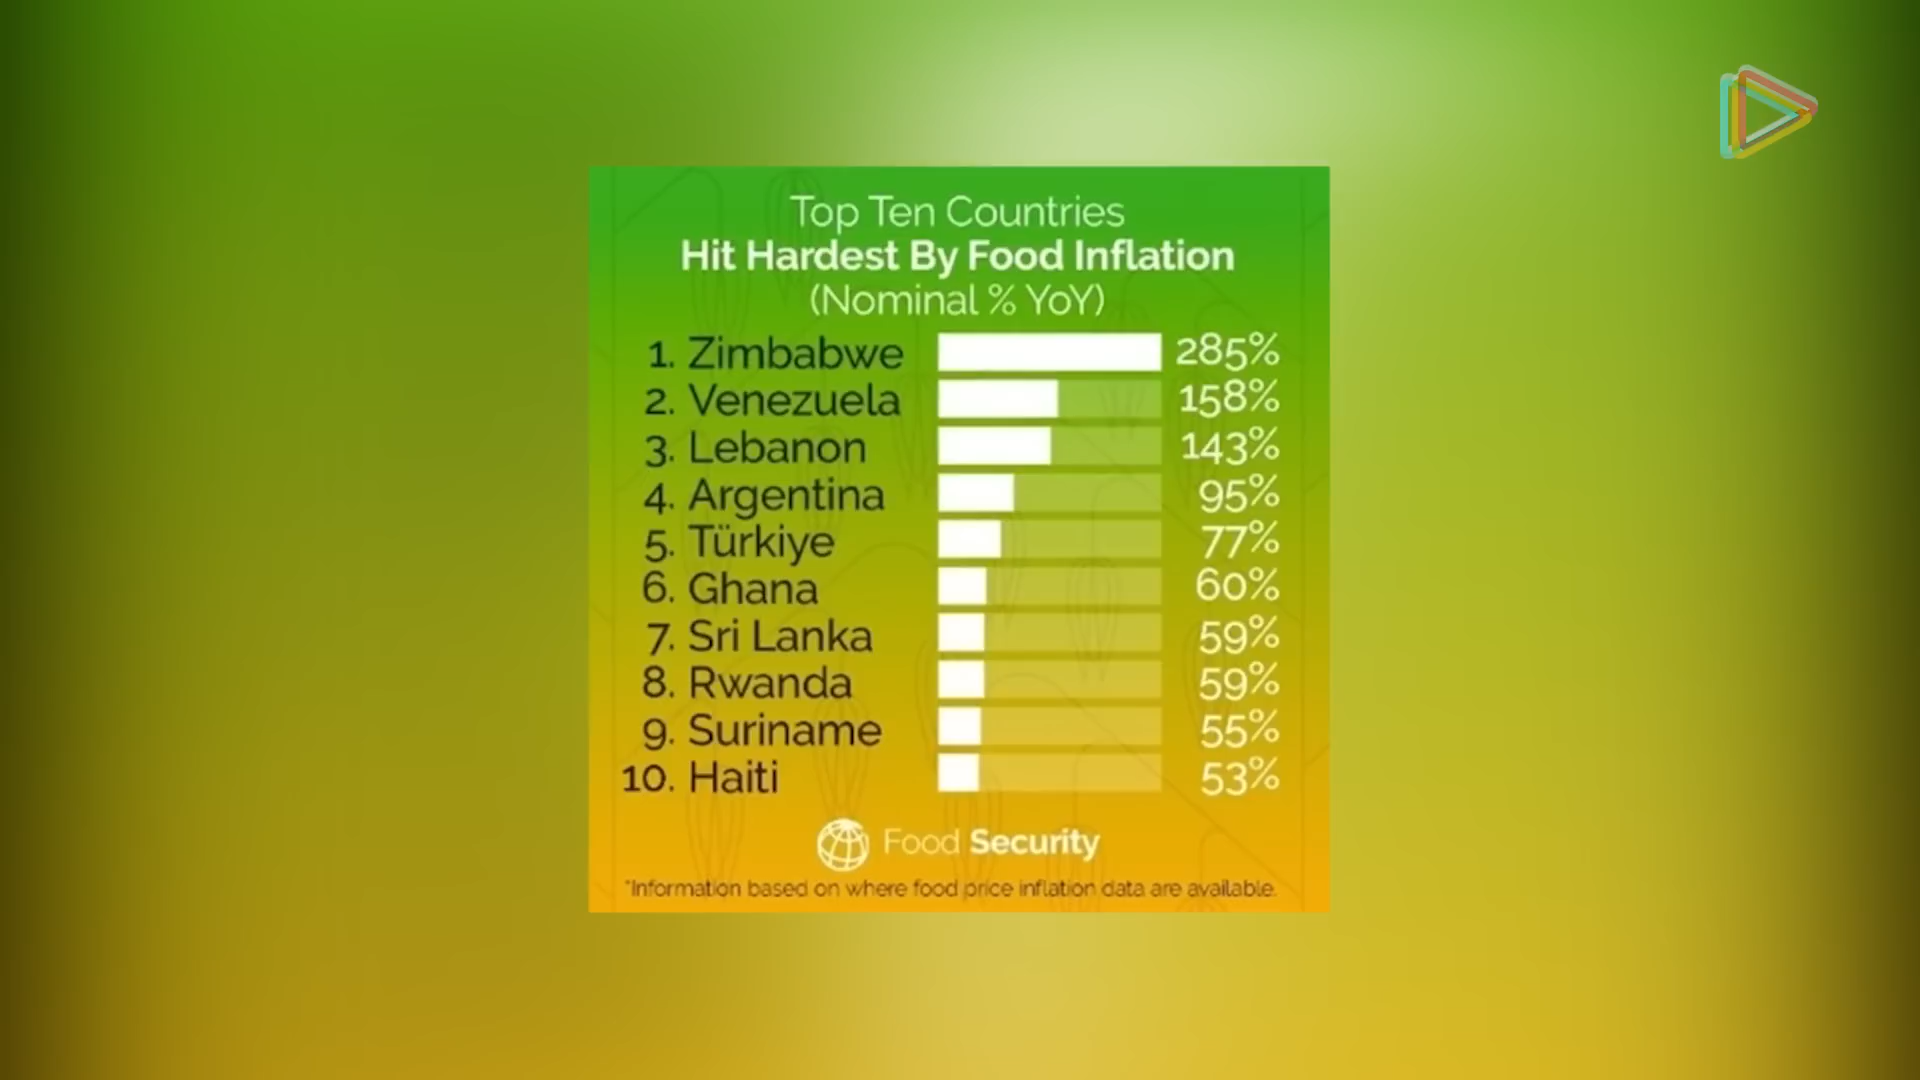 Top Ten Countries
Hit Hardest By Food Inflation
(Nominal % YoY)
1. Zimbabwe 285%
2. Venezuela 158%
3. Lebanon 143%
4. Argentina 95%
5. Türkiye 77%
6. Ghana 60%
7. Sri Lanka 59%
8. Rwanda 59%
9. Suriname 55%
10. Haiti 53%
Food Security
*Information based on where food price inflation data are available.